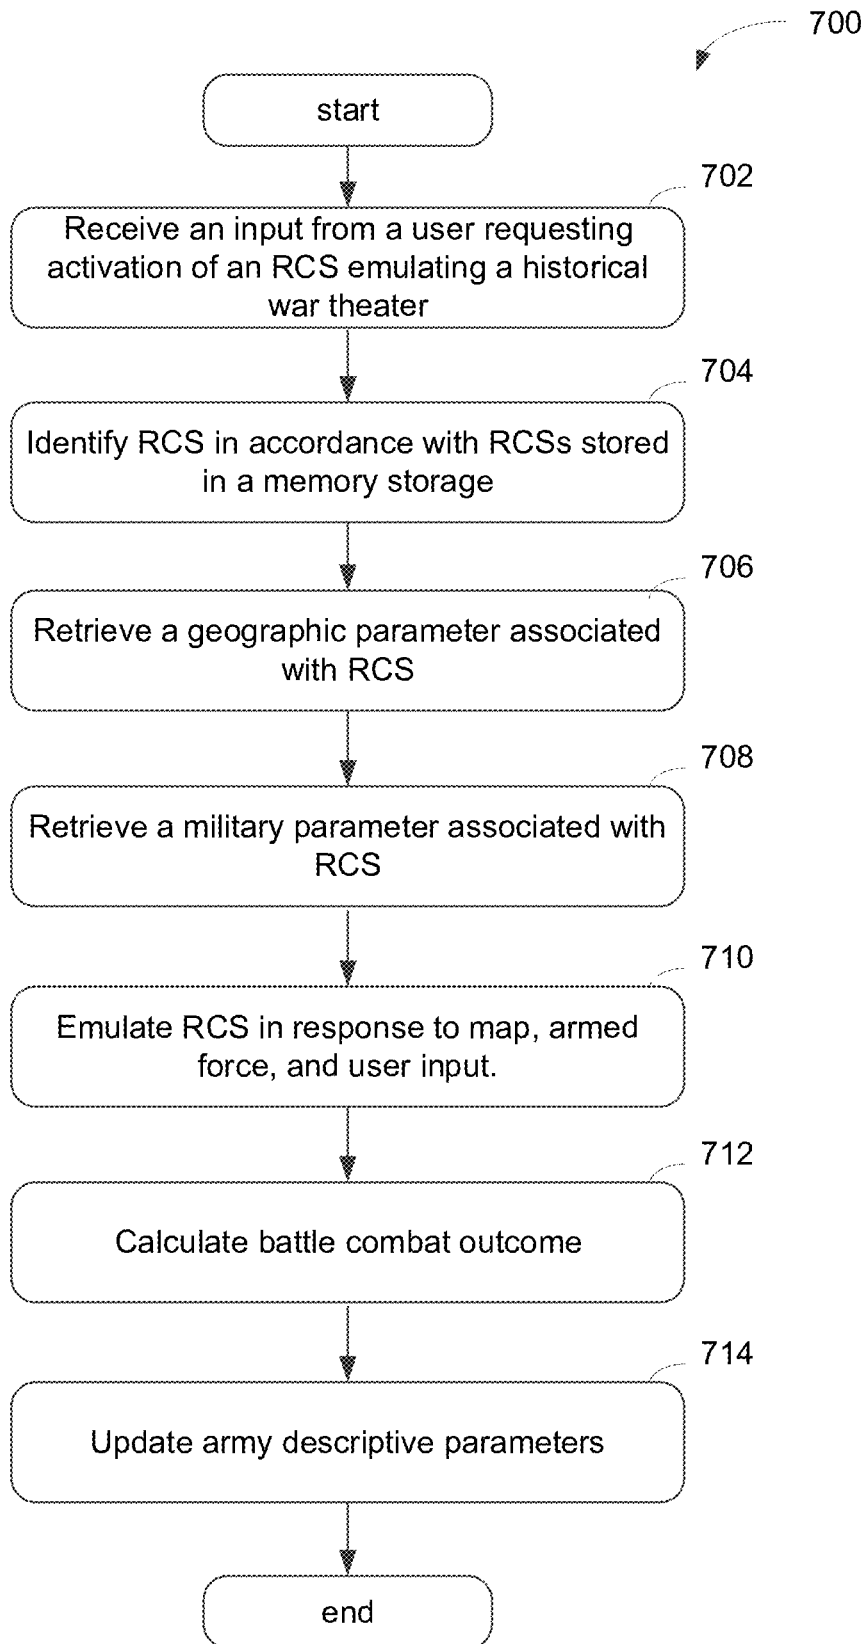 700
start
702
Receive an input from a user requesting
activation of an RCS emulating a historical
war theater
704
Identify RCS in accordance with RCSs stored
in a memory storage
706
Retrieve a geographic parameter associated
with RCS
708
Retrieve a military parameter associated with
RCS
710
Emulate RCS in response to map, armed
force, and user input.
712
Calculate battle combat outcome
714
Update army descriptive parameters
end